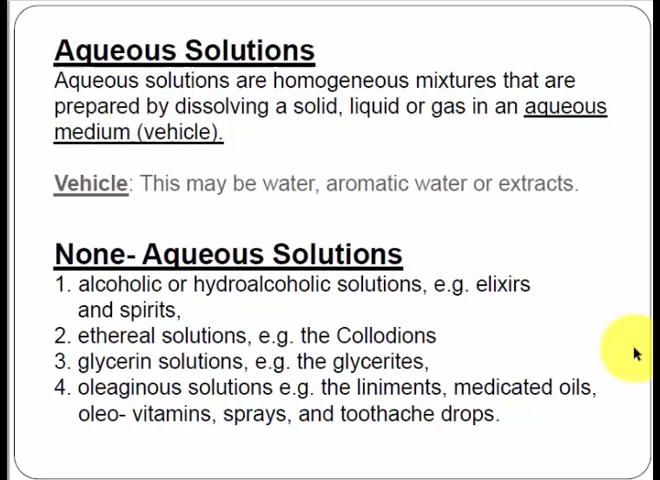 Aqueous Solutions
Aqueous solutions are homogeneous mixtures that are
prepared by dissolving a solid, liquid or gas in an aqueous
medium (vehicle).
Vehicle: This may be water, aromatic water or extracts.
None- Aqueous Solutions
1. alcoholic or hydroalcoholic solutions, e.g. elixirs
and spirits,
2. ethereal solutions, e.g. the Collodions
3. glycerin solutions, e.g. the glycerites,
4. oleaginous solutions e.g. the liniments, medicated oils,
oleo- vitamins, sprays, and toothache drops.